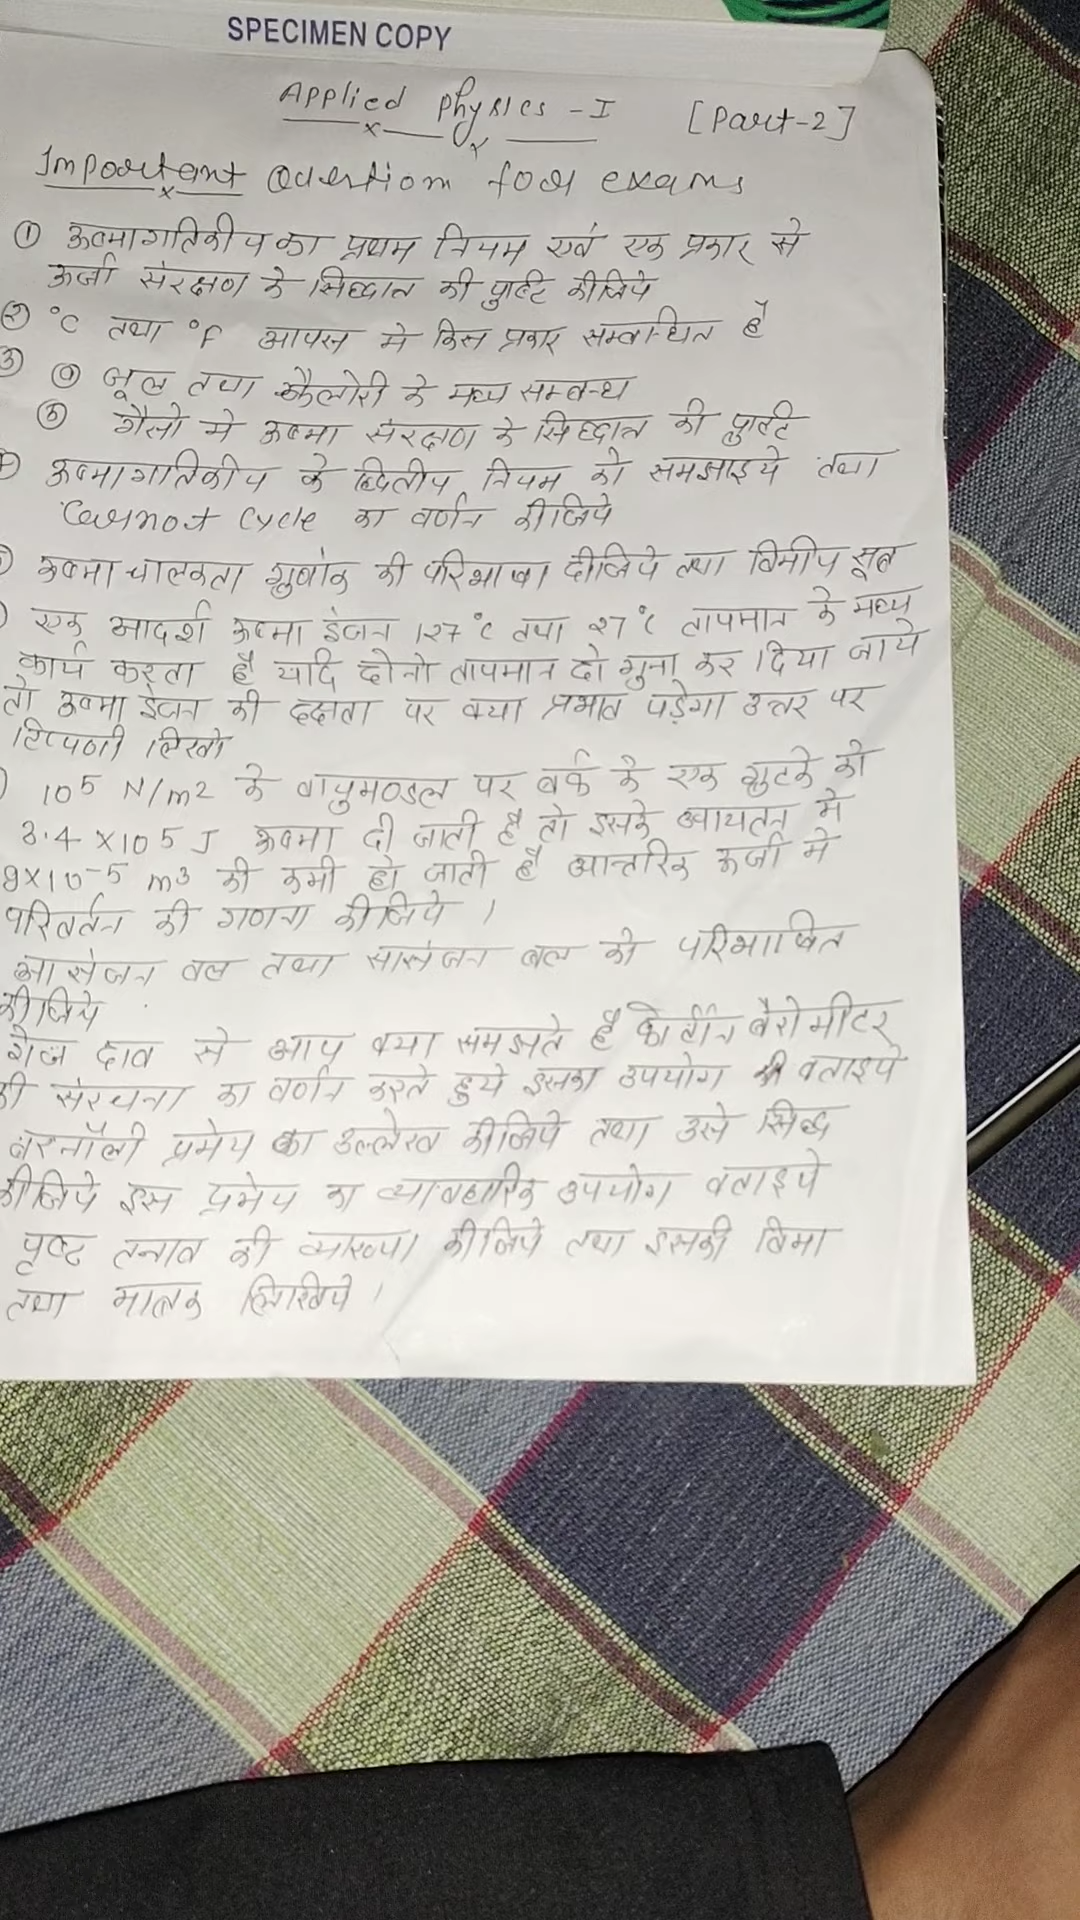 SPECIMEN COPY
Applied Physics - I [Part-2]
Important Question for exams
① ऊष्मागतिकीय का प्रथम नियम एवं एक प्रकार से
ऊर्जा संरक्षण के सिद्धान्त की पुष्टि कीजिये
② °C तथा °F आपस मे किस प्रकार सम्बन्धित है
③ ⓐ जूल तथा कैलोरी के मध्य सम्बन्ध
ⓑ गैसो मे ऊष्मा संरक्षण के सिद्धान्त की पुष्टि
ऊष्मागतिकीय के द्वितीय नियम को समझाइये तथा
Carnot Cycle का वर्णन कीजिये
ऊष्मा चालकता गुणांक की परिभाषा दीजिये तथा विमीय सूत्र
एक आदर्श ऊष्मा इंजन 127°C तथा 27°C तापमान के मध्य
कार्य करता है यदि दोनो तापमान दो गुना कर दिया जाये
तो ऊष्मा इंजन की दक्षता पर क्या प्रभाव पड़ेगा उत्तर पर
टिप्पणी लिखो
10 5 N/m2 के वायुमण्डल पर बर्फ के एक गुटके को
3.4 ×10 5 J ऊष्मा दी जाती है तो इसके आयतन मे
9×10-5 m3 की कमी हो जाती है आन्तरिक ऊर्जा मे
परिवर्तन की गणना कीजिये ।
आसंजन बल तथा सासंजन बल को परिभाषित
कीजिये
गेज दाब से आप क्या समझते है फोर्टीन बैरोमीटर
की संरचना का वर्णन करते हुये इसका उपयोग भी बताइये
बरनौली प्रमेय का उल्लेख कीजिये तथा उसे सिद्ध
कीजिये इस प्रमेय का व्यावहारिक उपयोग बताइये
पृष्ट तनाव की व्याख्या कीजिये तथा इसकी विमा
तथा मात्रक लिखिये ।